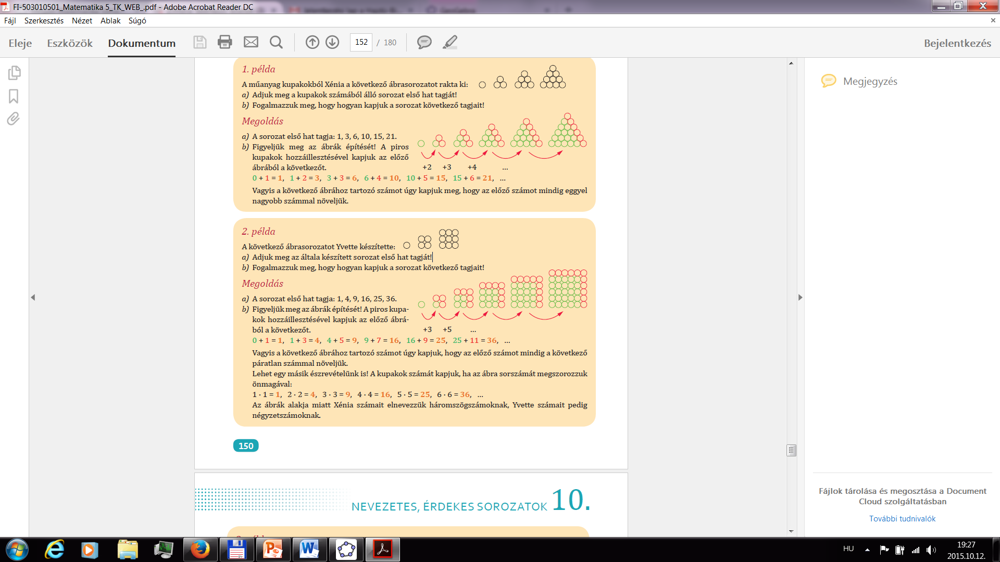 FI-503010501_Matematika 5_TK_WEB_.pdf - Adobe Acrobat Reader DC
Fájl Szerkesztés Nézet Ablak Súgó
Eleje Eszközök Dokumentum 152 / 180 Bejelentkezés
Megjegyzés
1. példa
A műanyag kupakokból Xénia a következő ábrasorozatot rakta ki:
a) Adjuk meg a kupakok számából álló sorozat első hat tagját!
b) Fogalmazzuk meg, hogy hogyan kapjuk a sorozat következő tagjait!
Megoldás
a) A sorozat első hat tagja: 1, 3, 6, 10, 15, 21.
b) Figyeljük meg az ábrák építését! A piros
kupakok hozzáillesztésével kapjuk az előző
ábrából a következőt.
+2 +3 +4 ...
0 + 1 = 1, 1 + 2 = 3, 3 + 3 = 6, 6 + 4 = 10, 10 + 5 = 15, 15 + 6 = 21, ...
Vagyis a következő ábrához tartozó számot úgy kapjuk meg, hogy az előző számot mindig eggyel
nagyobb számmal növeljük.
2. példa
A következő ábrasorozatot Yvette készítette:
a) Adjuk meg az általa készített sorozat első hat tagját!
b) Fogalmazzuk meg, hogy hogyan kapjuk a sorozat következő tagjait!
Megoldás
a) A sorozat első hat tagja: 1, 4, 9, 16, 25, 36.
b) Figyeljük meg az ábrák építését! A piros kupa-
kok hozzáillesztésével kapjuk az előző ábrá-
ból a következőt.
+3 +5 ...
0 + 1 = 1, 1 + 3 = 4, 4 + 5 = 9, 9 + 7 = 16, 16 + 9 = 25, 25 + 11 = 36, ...
Vagyis a következő ábrához tartozó számot úgy kapjuk, hogy az előző számot mindig a következő
páratlan számmal növeljük.
Lehet egy másik észrevételünk is! A kupakok számát kapjuk, ha az ábra sorszámát megszorozzuk
önmagával:
1 · 1 = 1, 2 · 2 = 4, 3 · 3 = 9, 4 · 4 = 16, 5 · 5 = 25, 6 · 6 = 36, ...
Az ábrák alakja miatt Xénia számait elnevezzük háromszögszámoknak, Yvette számait pedig
négyzetszámoknak.
150
NEVEZETES, ÉRDEKES SOROZATOK 10.
Fájlok tárolása és megosztása a Document
Cloud szolgáltatásban
További tudnivalók
HU
19:27
2015.10.12.